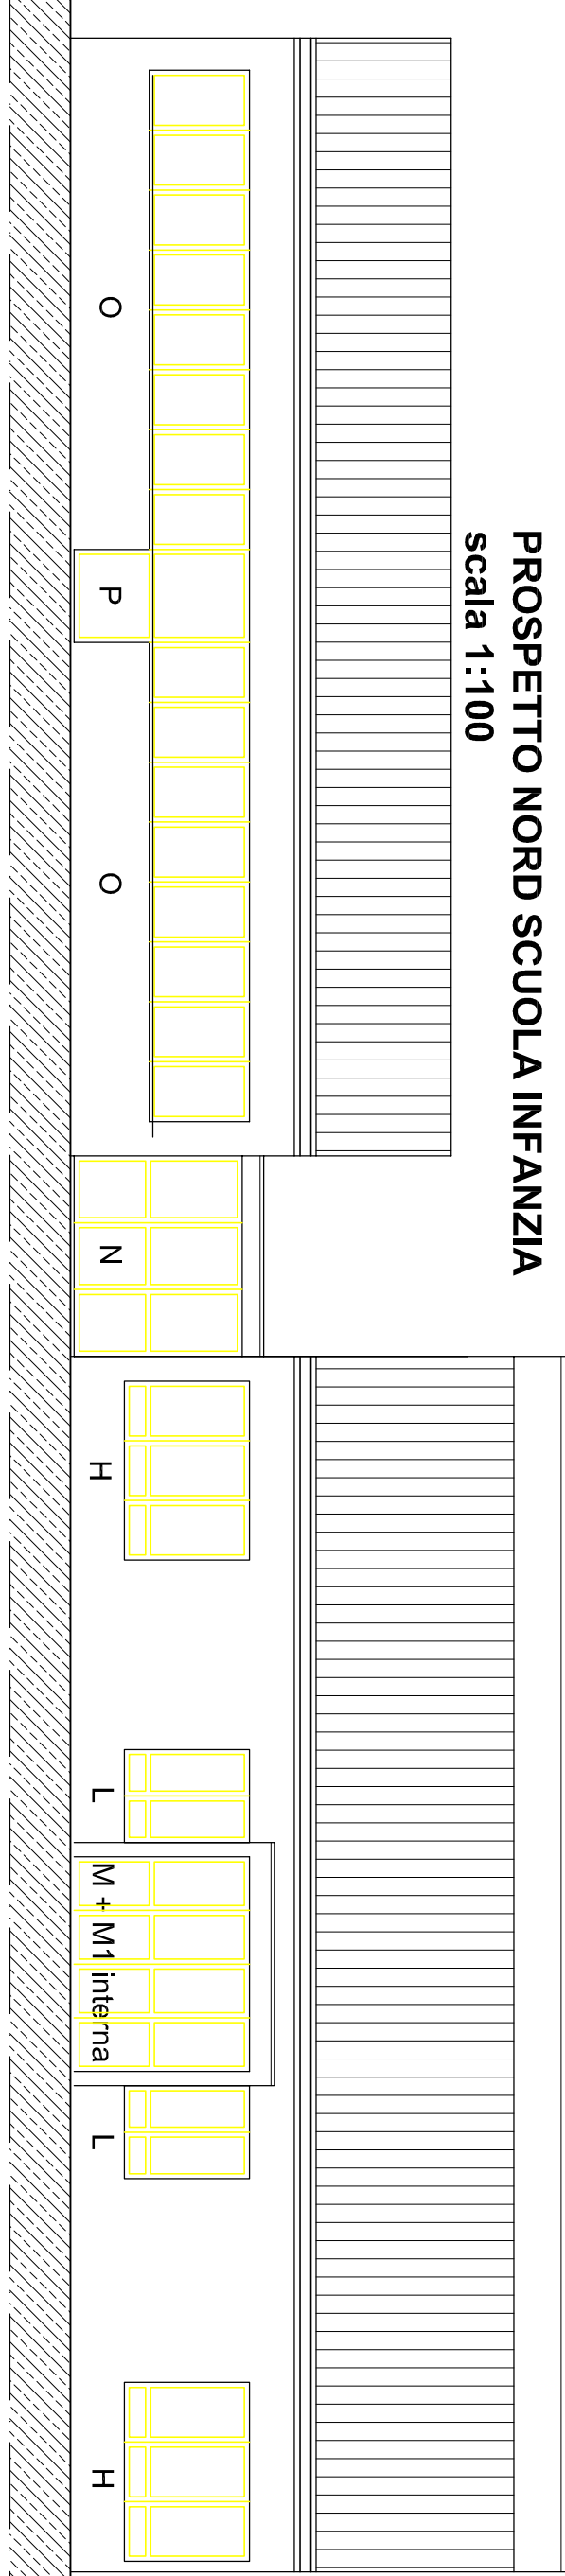 PROSPETTO NORD SCUOLA INFANZIA
scala 1:100
O
P
O
N
H
L
M + M1 interna
L
H